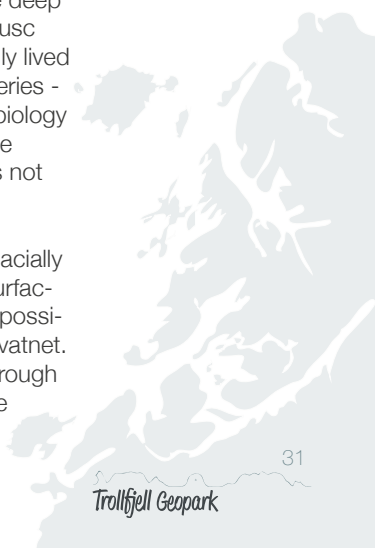 deep
usc
ly lived
eries -
biology
e
s not
acially
urfac-
possi-
vatnet.
rough
e
31
Trollfjell Geopark